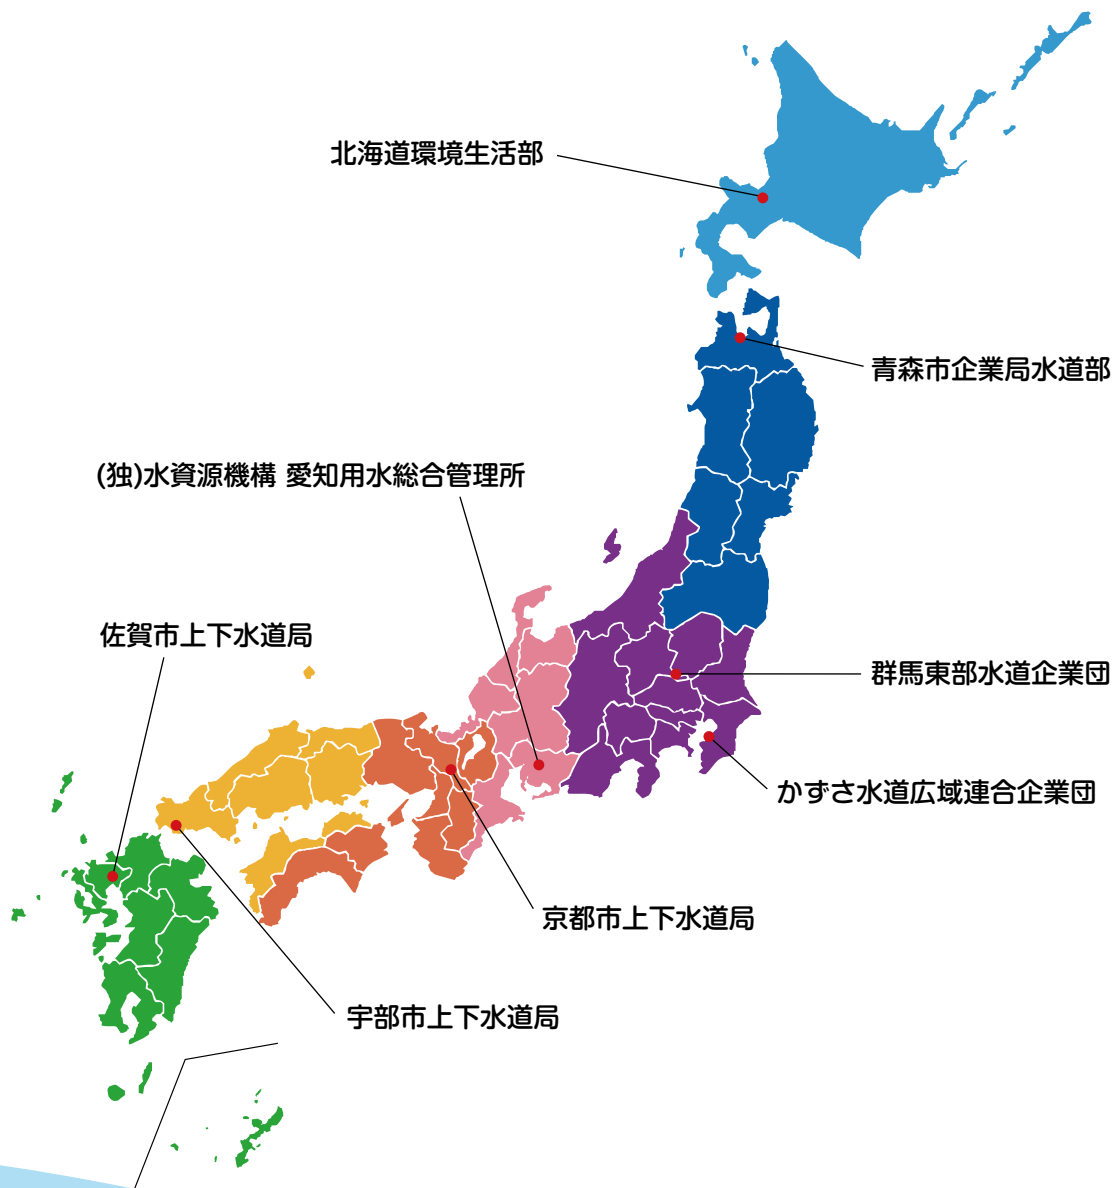 北海道環境生活部
青森市企業局水道部
(独)水資源機構 愛知用水総合管理所
佐賀市上下水道局
群馬東部水道企業団
かずさ水道広域連合企業団
京都市上下水道局
宇部市上下水道局